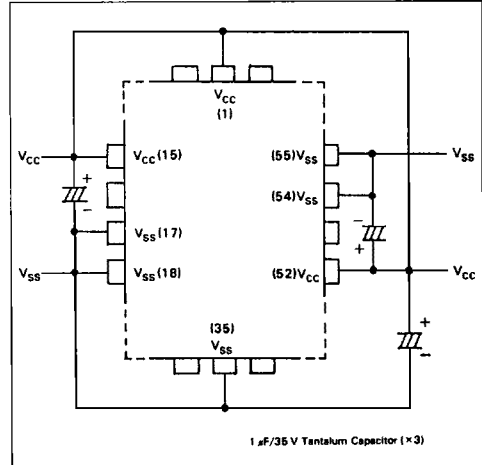 VCC
(1)
VCC
VCC(15)
(55)VSS
VSS
+
(54)VSS
-
-
VSS(17)
+
VSS
VSS(18)
(52)VCC
VCC
(35)
VSS
+
-
1 µF/35 V Tantalum Capacitor (×3)